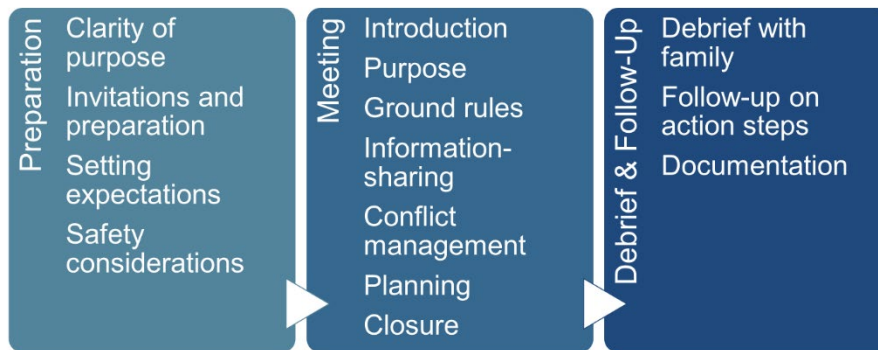 Preparation
Clarity of
purpose
Invitations and
preparation
Setting
expectations
Safety
considerations
Meeting
Introduction
Purpose
Ground rules
Information-
sharing
Conflict
management
Planning
Closure
Debrief & Follow-Up
Debrief with
family
Follow-up on
action steps
Documentation